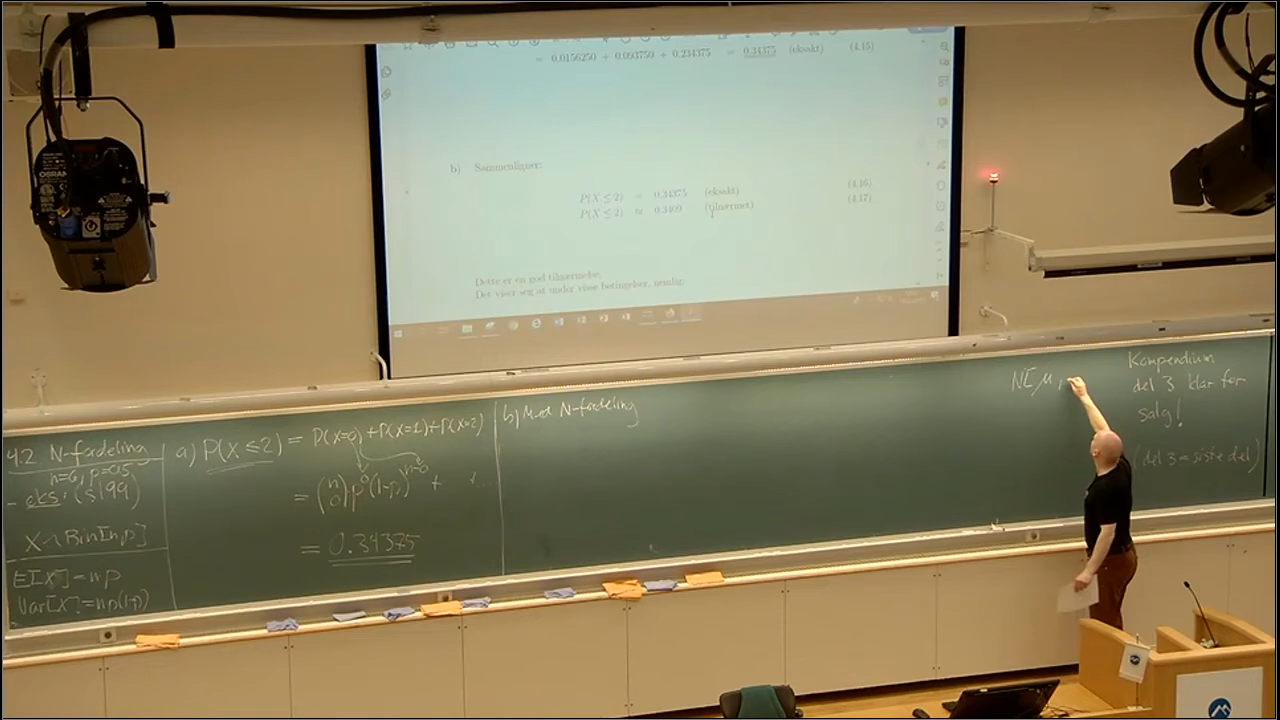 = 0.0156250 + 0.093750 + 0.234375 = 0.34375 (eksakt) (4.15)
b) Sammenligner:
P(X ≤ 2) = 0.34375 (eksakt) (4.16)
P(X ≤ 2) ≈ 0.3409 (tilnærmet) (4.17)
Dette er en god tilnærmelse.
Det viser seg at under visse betingelser, nemlig:
OSRAM
4.2 N-fordeling
n=6, p=0.5
- eks: (s 199)
X ~ Bin[n,p]
E[X] = np
Var[X] = np(1-p)
a) P(X ≤ 2) = P(X=0) + P(X=1) + P(X=2)
= (n 0) p^0 (1-p)^n-0 + + ...
= 0.34375
b) Med N-fordeling
N[μ,
Kompendium
del 3 klar for
salg!
(del 3 = siste del)